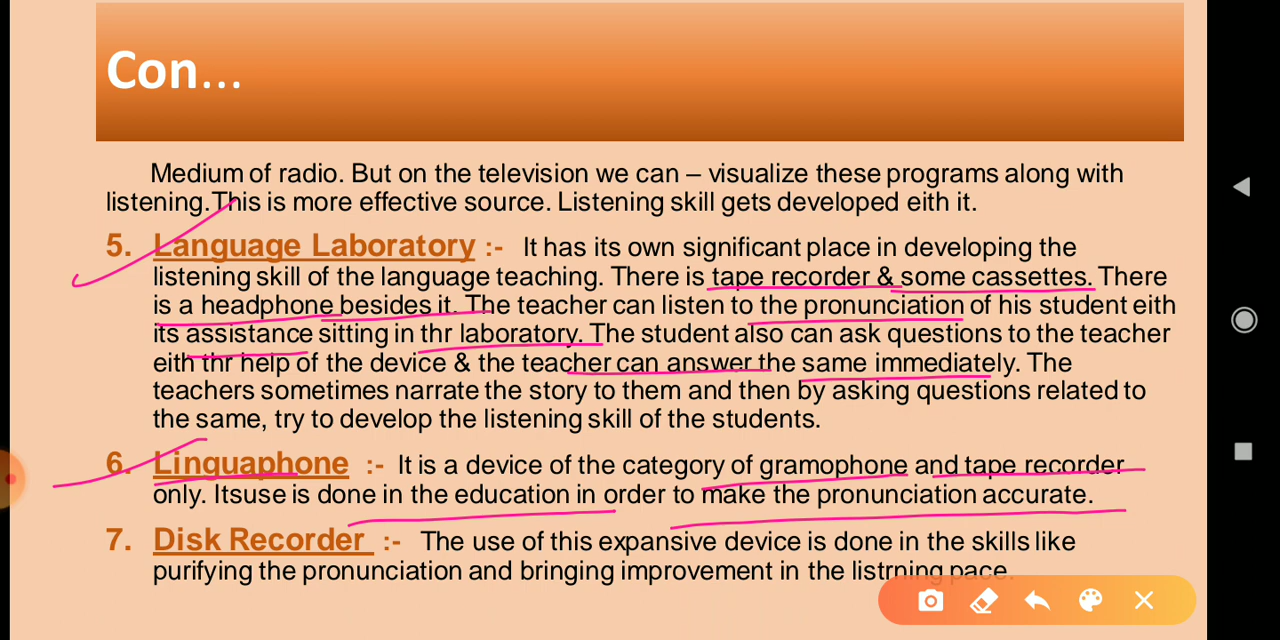 Con...
Medium of radio. But on the television we can – visualize these programs along with
listening.This is more effective source. Listening skill gets developed eith it.
5. Language Laboratory :- It has its own significant place in developing the
listening skill of the language teaching. There is tape recorder & some cassettes. There
is a headphone besides it. The teacher can listen to the pronunciation of his student eith
its assistance sitting in thr laboratory. The student also can ask questions to the teacher
eith thr help of the device & the teacher can answer the same immediately. The
teachers sometimes narrate the story to them and then by asking questions related to
the same, try to develop the listening skill of the students.
6. Linguaphone :- It is a device of the category of gramophone and tape recorder
only. Itsuse is done in the education in order to make the pronunciation accurate.
7. Disk Recorder :- The use of this expansive device is done in the skills like
purifying the pronunciation and bringing improvement in the listrning pace.